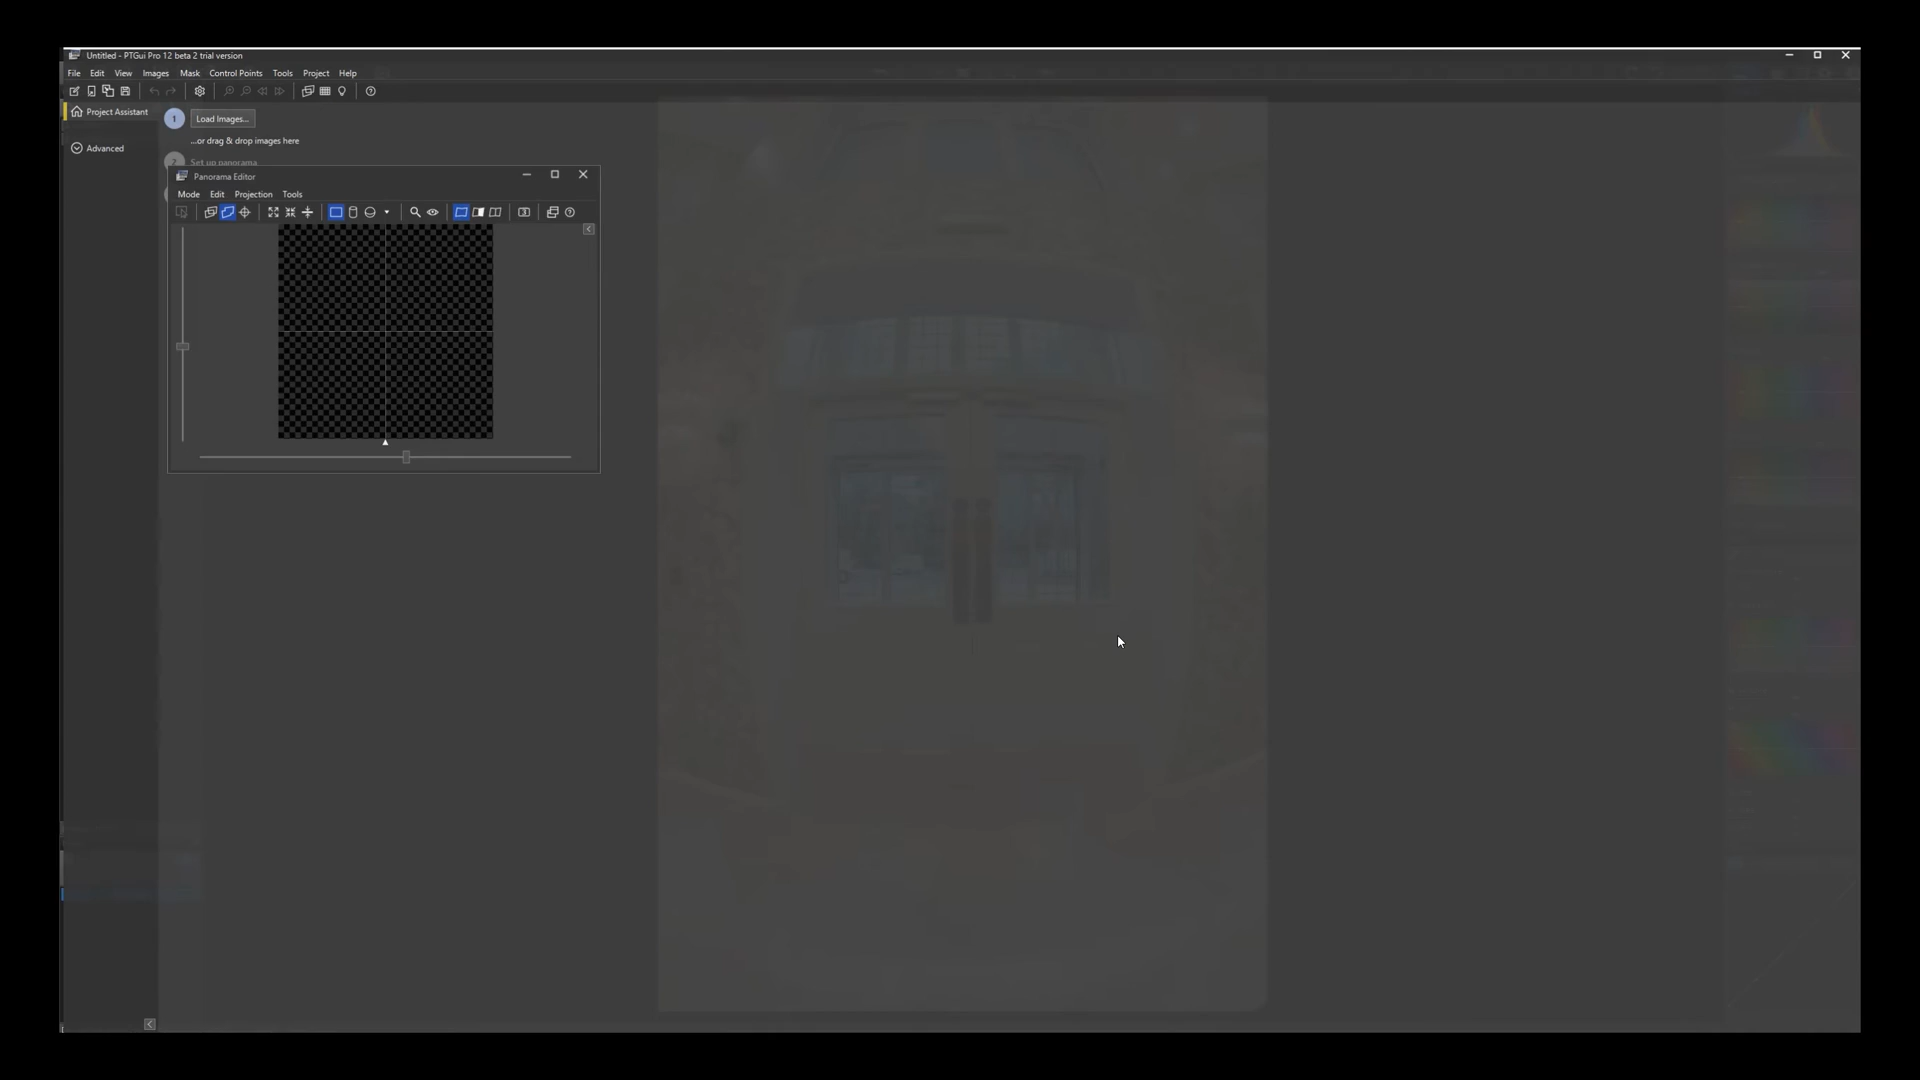 Untitled - PTGui Pro 12 beta 2 trial version
File Edit View Images Mask Control Points Tools Project Help
Project Assistant
1 Load Images...
...or drag & drop images here
Advanced
2 Set up panorama
Panorama Editor
Mode Edit Projection Tools